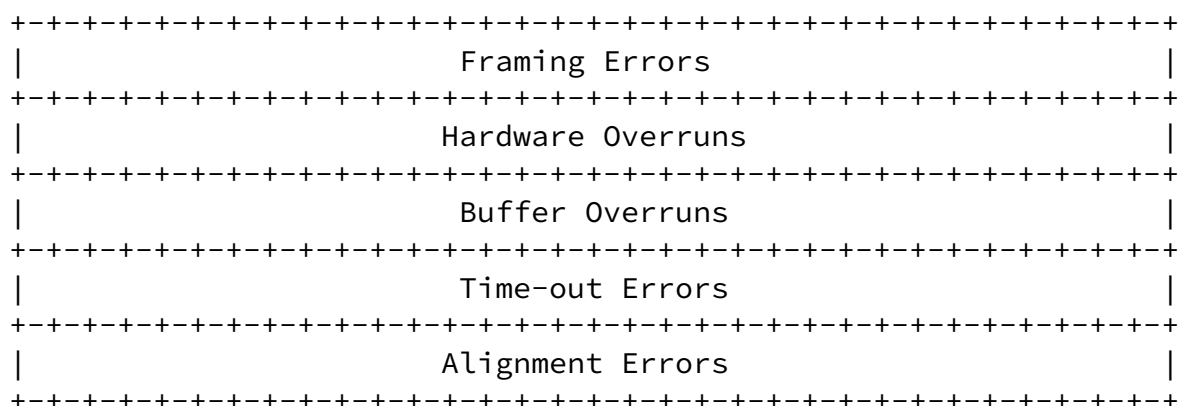 +-+-+-+-+-+-+-+-+-+-+-+-+-+-+-+-+-+-+-+-+-+-+-+-+-+-+-+-+-+-+-+-+
|                        Framing Errors                         |
+-+-+-+-+-+-+-+-+-+-+-+-+-+-+-+-+-+-+-+-+-+-+-+-+-+-+-+-+-+-+-+-+
|                       Hardware Overruns                       |
+-+-+-+-+-+-+-+-+-+-+-+-+-+-+-+-+-+-+-+-+-+-+-+-+-+-+-+-+-+-+-+-+
|                        Buffer Overruns                        |
+-+-+-+-+-+-+-+-+-+-+-+-+-+-+-+-+-+-+-+-+-+-+-+-+-+-+-+-+-+-+-+-+
|                        Time-out Errors                        |
+-+-+-+-+-+-+-+-+-+-+-+-+-+-+-+-+-+-+-+-+-+-+-+-+-+-+-+-+-+-+-+-+
|                       Alignment Errors                        |
+-+-+-+-+-+-+-+-+-+-+-+-+-+-+-+-+-+-+-+-+-+-+-+-+-+-+-+-+-+-+-+-+